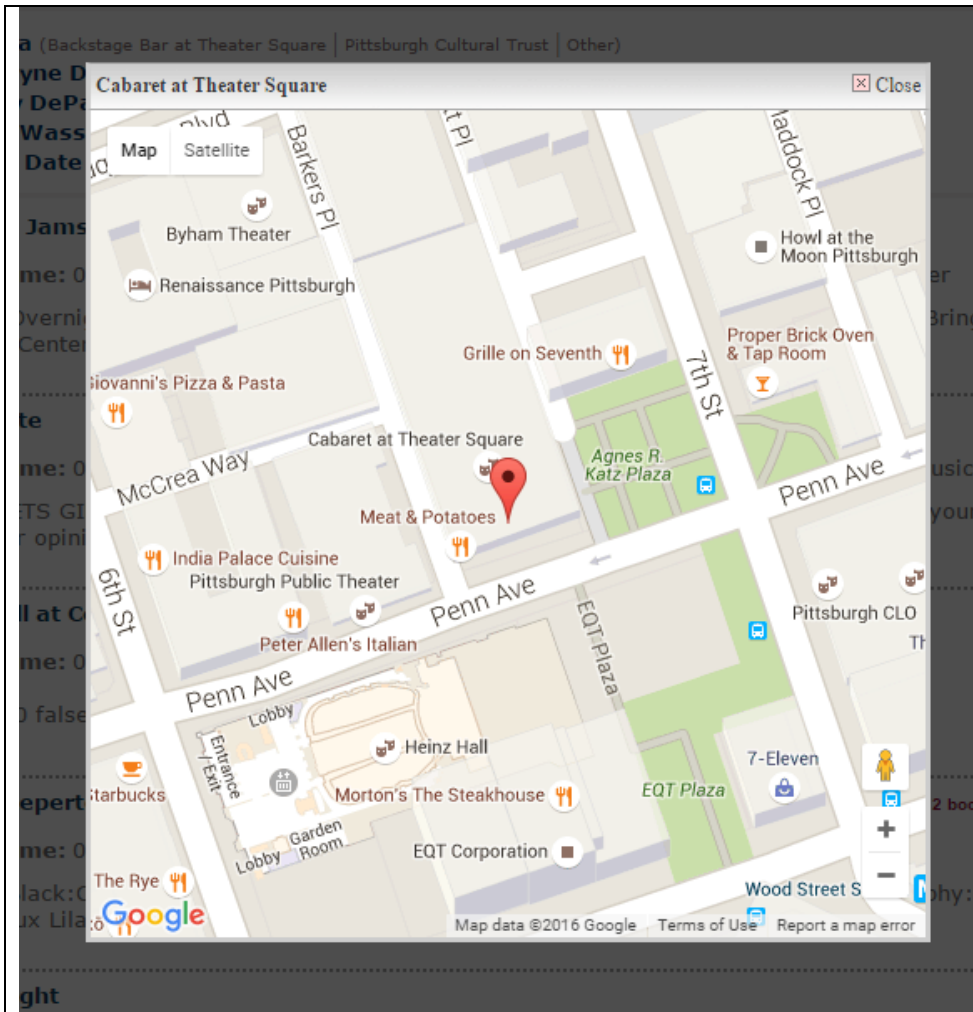 (Backstage Bar at Theater Square | Pittsburgh Cultural Trust | Other)
Cabaret at Theater Square
Close
Map
Satellite
Blvd
Barkers Pl
Maddock Pl
Byham Theater
Howl at the
Moon Pittsburgh
Renaissance Pittsburgh
Grille on Seventh
Proper Brick Oven
& Tap Room
7th St
Giovanni's Pizza & Pasta
Cabaret at Theater Square
Agnes R.
Katz Plaza
McCrea Way
Penn Ave
Meat & Potatoes
India Palace Cuisine
6th St
Pittsburgh Public Theater
Penn Ave
EQT Plaza
Pittsburgh CLO
Peter Allen's Italian
Penn Ave
Lobby
Entrance
/ Exit
Heinz Hall
7-Eleven
Starbucks
Morton's The Steakhouse
EQT Plaza
Garden
Room
Lobby
EQT Corporation
+
−
The Rye
Wood Street S
Google
Map data ©2016 Google
Terms of Use
Report a map error
Jams
Date